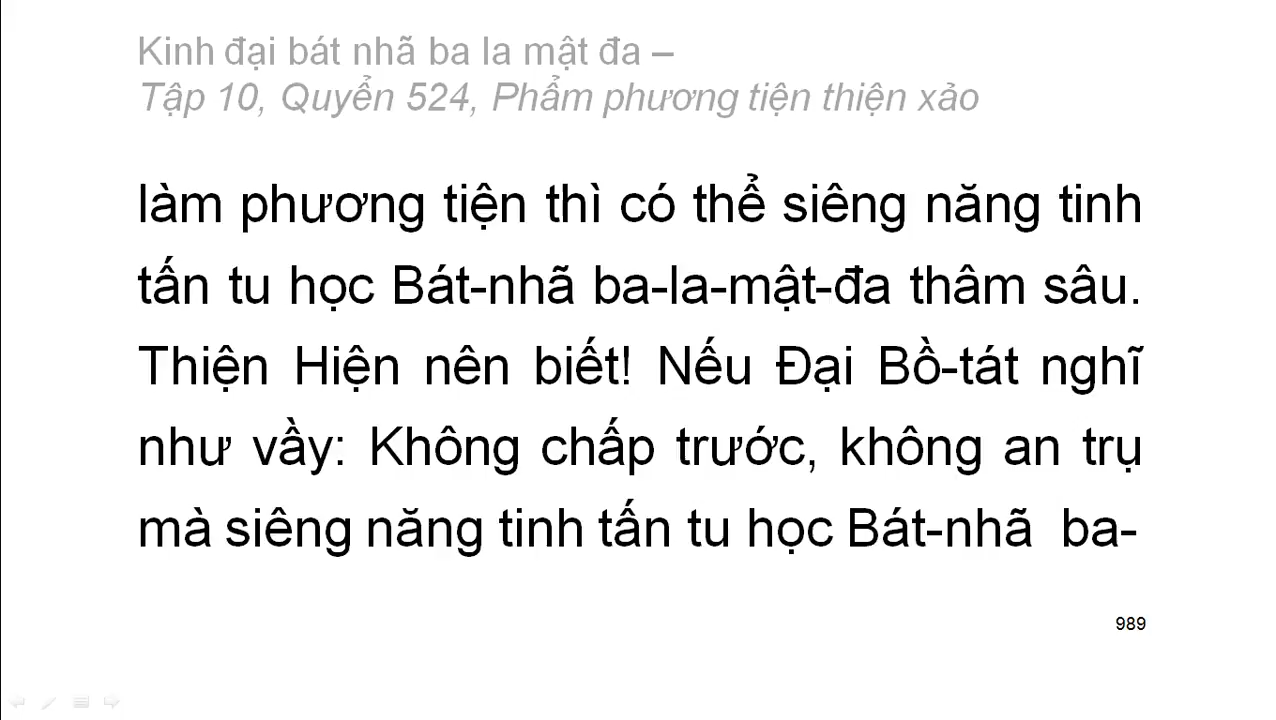 Kinh đại bát nhã ba la mật đa –
Tập 10, Quyển 524, Phẩm phương tiện thiện xảo
làm phương tiện thì có thể siêng năng tinh
tấn tu học Bát-nhã ba-la-mật-đa thâm sâu.
Thiện Hiện nên biết! Nếu Đại Bồ-tát nghĩ
như vầy: Không chấp trước, không an trụ
mà siêng năng tinh tấn tu học Bát-nhã ba-
989